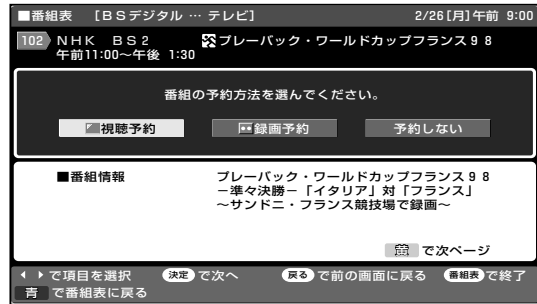 ■番組表 [BSデジタル … テレビ] 2/26[月]午前 9:00
102 NHK BS2 プレーバック・ワールドカップフランス98
午前11:00~午後 1:30
番組の予約方法を選んでください。
視聴予約 録画予約 予約しない
■番組情報 プレーバック・ワールドカップフランス98
－準々決勝－「イタリア」対「フランス」
~サンドニ・フランス競技場で録画~
黄 で次ページ
で項目を選択 決定 で次へ 戻る で前の画面に戻る 番組表 で終了
青 で番組表に戻る